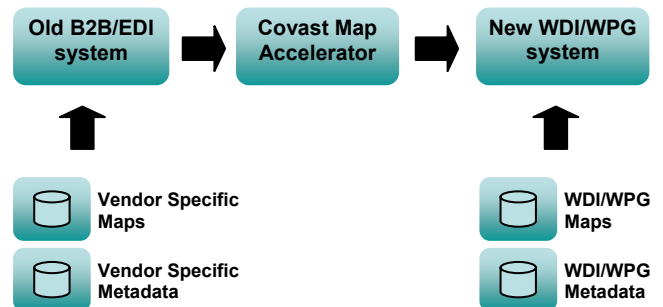 Old B2B/EDI
system
Covast Map
Accelerator
New WDI/WPG
system
Vendor Specific
Maps
WDI/WPG
Maps
Vendor Specific
Metadata
WDI/WPG
Metadata